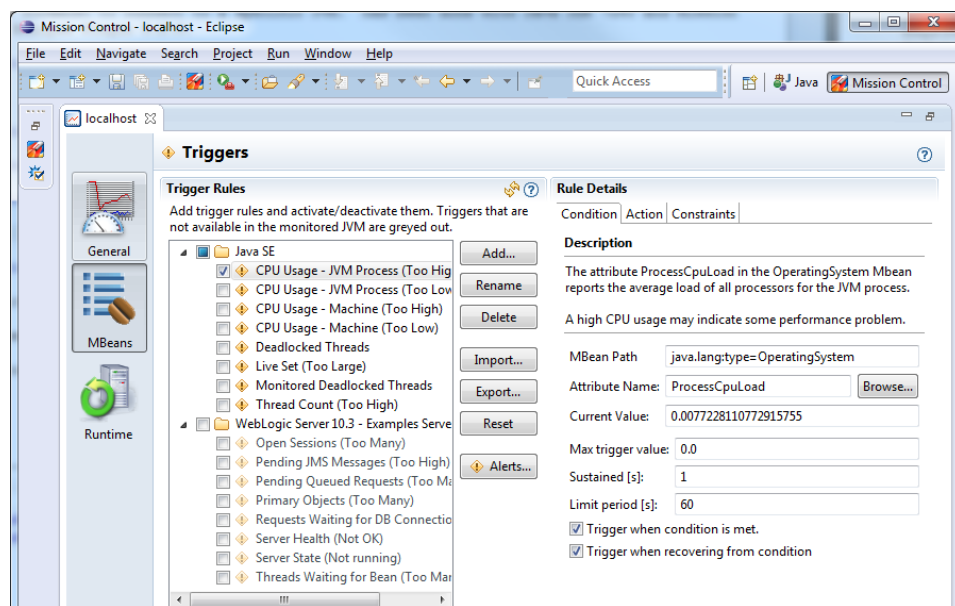 Mission Control - localhost - Eclipse
File Edit Navigate Search Project Run Window Help
Quick Access
Java
Mission Control
localhost
Triggers
General
MBeans
Runtime
Trigger Rules
Add trigger rules and activate/deactivate them. Triggers that are
not available in the monitored JVM are greyed out.
Java SE
CPU Usage - JVM Process (Too Hig
CPU Usage - JVM Process (Too Low
CPU Usage - Machine (Too High)
CPU Usage - Machine (Too Low)
Deadlocked Threads
Live Set (Too Large)
Monitored Deadlocked Threads
Thread Count (Too High)
WebLogic Server 10.3 - Examples Serve
Open Sessions (Too Many)
Pending JMS Messages (Too High)
Pending Queued Requests (Too Ma
Primary Objects (Too Many)
Requests Waiting for DB Connectio
Server Health (Not OK)
Server State (Not running)
Threads Waiting for Bean (Too Mar
Add...
Rename
Delete
Import...
Export...
Reset
Alerts...
Rule Details
Condition Action Constraints
Description
The attribute ProcessCpuLoad in the OperatingSystem Mbean
reports the average load of all processors for the JVM process.
A high CPU usage may indicate some performance problem.
MBean Path java.lang:type=OperatingSystem
Attribute Name: ProcessCpuLoad Browse...
Current Value: 0.0077228110772915755
Max trigger value: 0.0
Sustained [s]: 1
Limit period [s]: 60
Trigger when condition is met.
Trigger when recovering from condition